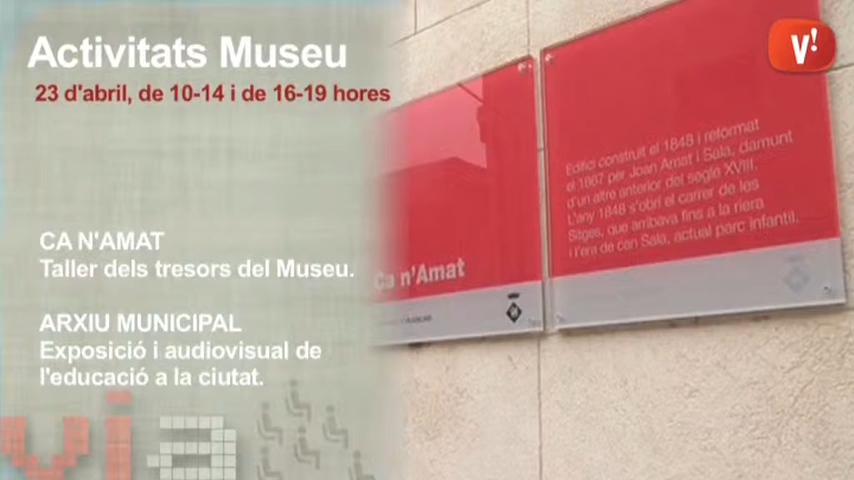 Activitats Museu
23 d'abril, de 10-14 i de 16-19 hores
CA N'AMAT
Taller dels tresors del Museu.
ARXIU MUNICIPAL
Exposició i audiovisual de
l'educació a la ciutat.
via
V!
Ca n'Amat
Edifici construït el 1848 i reformat
el 1867 per Joan Amat i Sala, damunt
d'un altre anterior del segle XVIII.
L'any 1848 s'obrí el carrer de les
Sitges, que arribava fins a la riera
i l'era de can Sala, actual parc infantil.